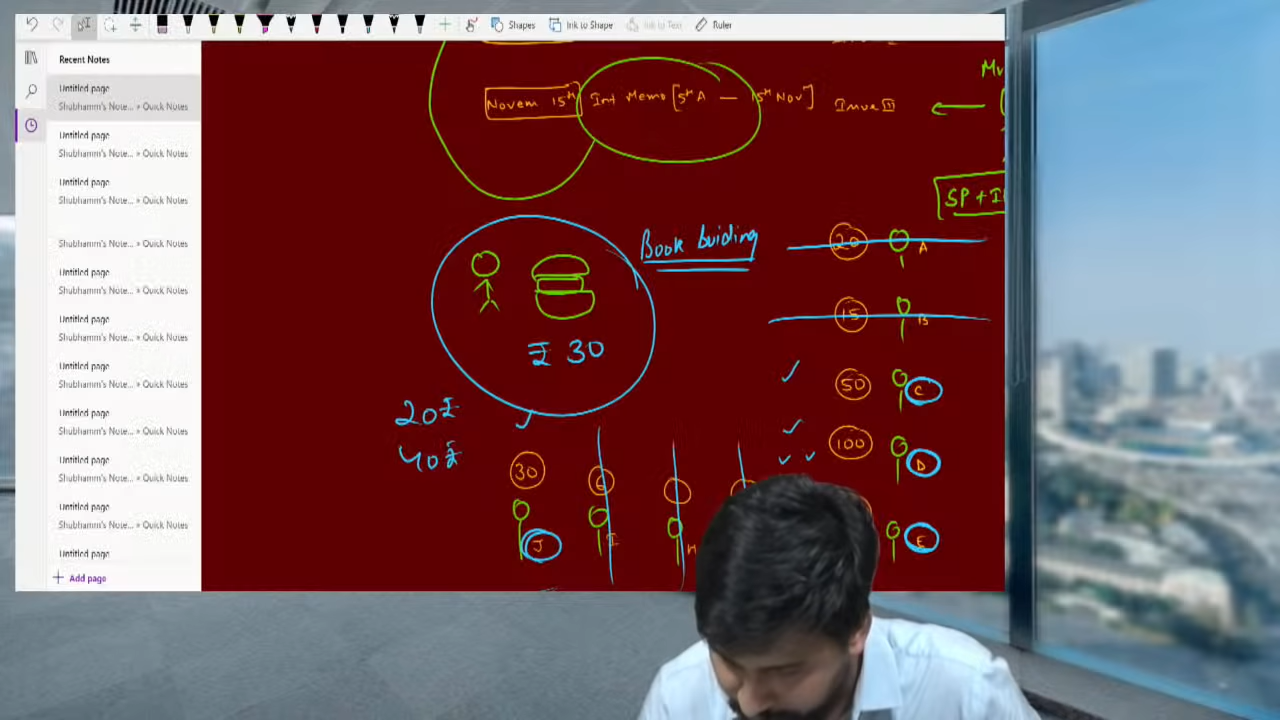 Shapes
Ink to Shape
Ink to Text
Ruler
Recent Notes
Untitled page
Shubhamm's Note... » Quick Notes
Untitled page
Shubhamm's Note... » Quick Notes
Untitled page
Shubhamm's Note... » Quick Notes
Shubhamm's Note... » Quick Notes
Untitled page
Shubhamm's Note... » Quick Notes
Untitled page
Shubhamm's Note... » Quick Notes
Untitled page
Shubhamm's Note... » Quick Notes
Untitled page
Shubhamm's Note... » Quick Notes
Untitled page
Shubhamm's Note... » Quick Notes
Untitled page
Shubhamm's Note... » Quick Notes
Untitled page
+ Add page
Novem 15th Int Memo [5th A — 15th Nov]
SP + I
Book buiding
₹ 30
20₹
40₹
20 A
15 B
50 C
100 D
E
30
J I H